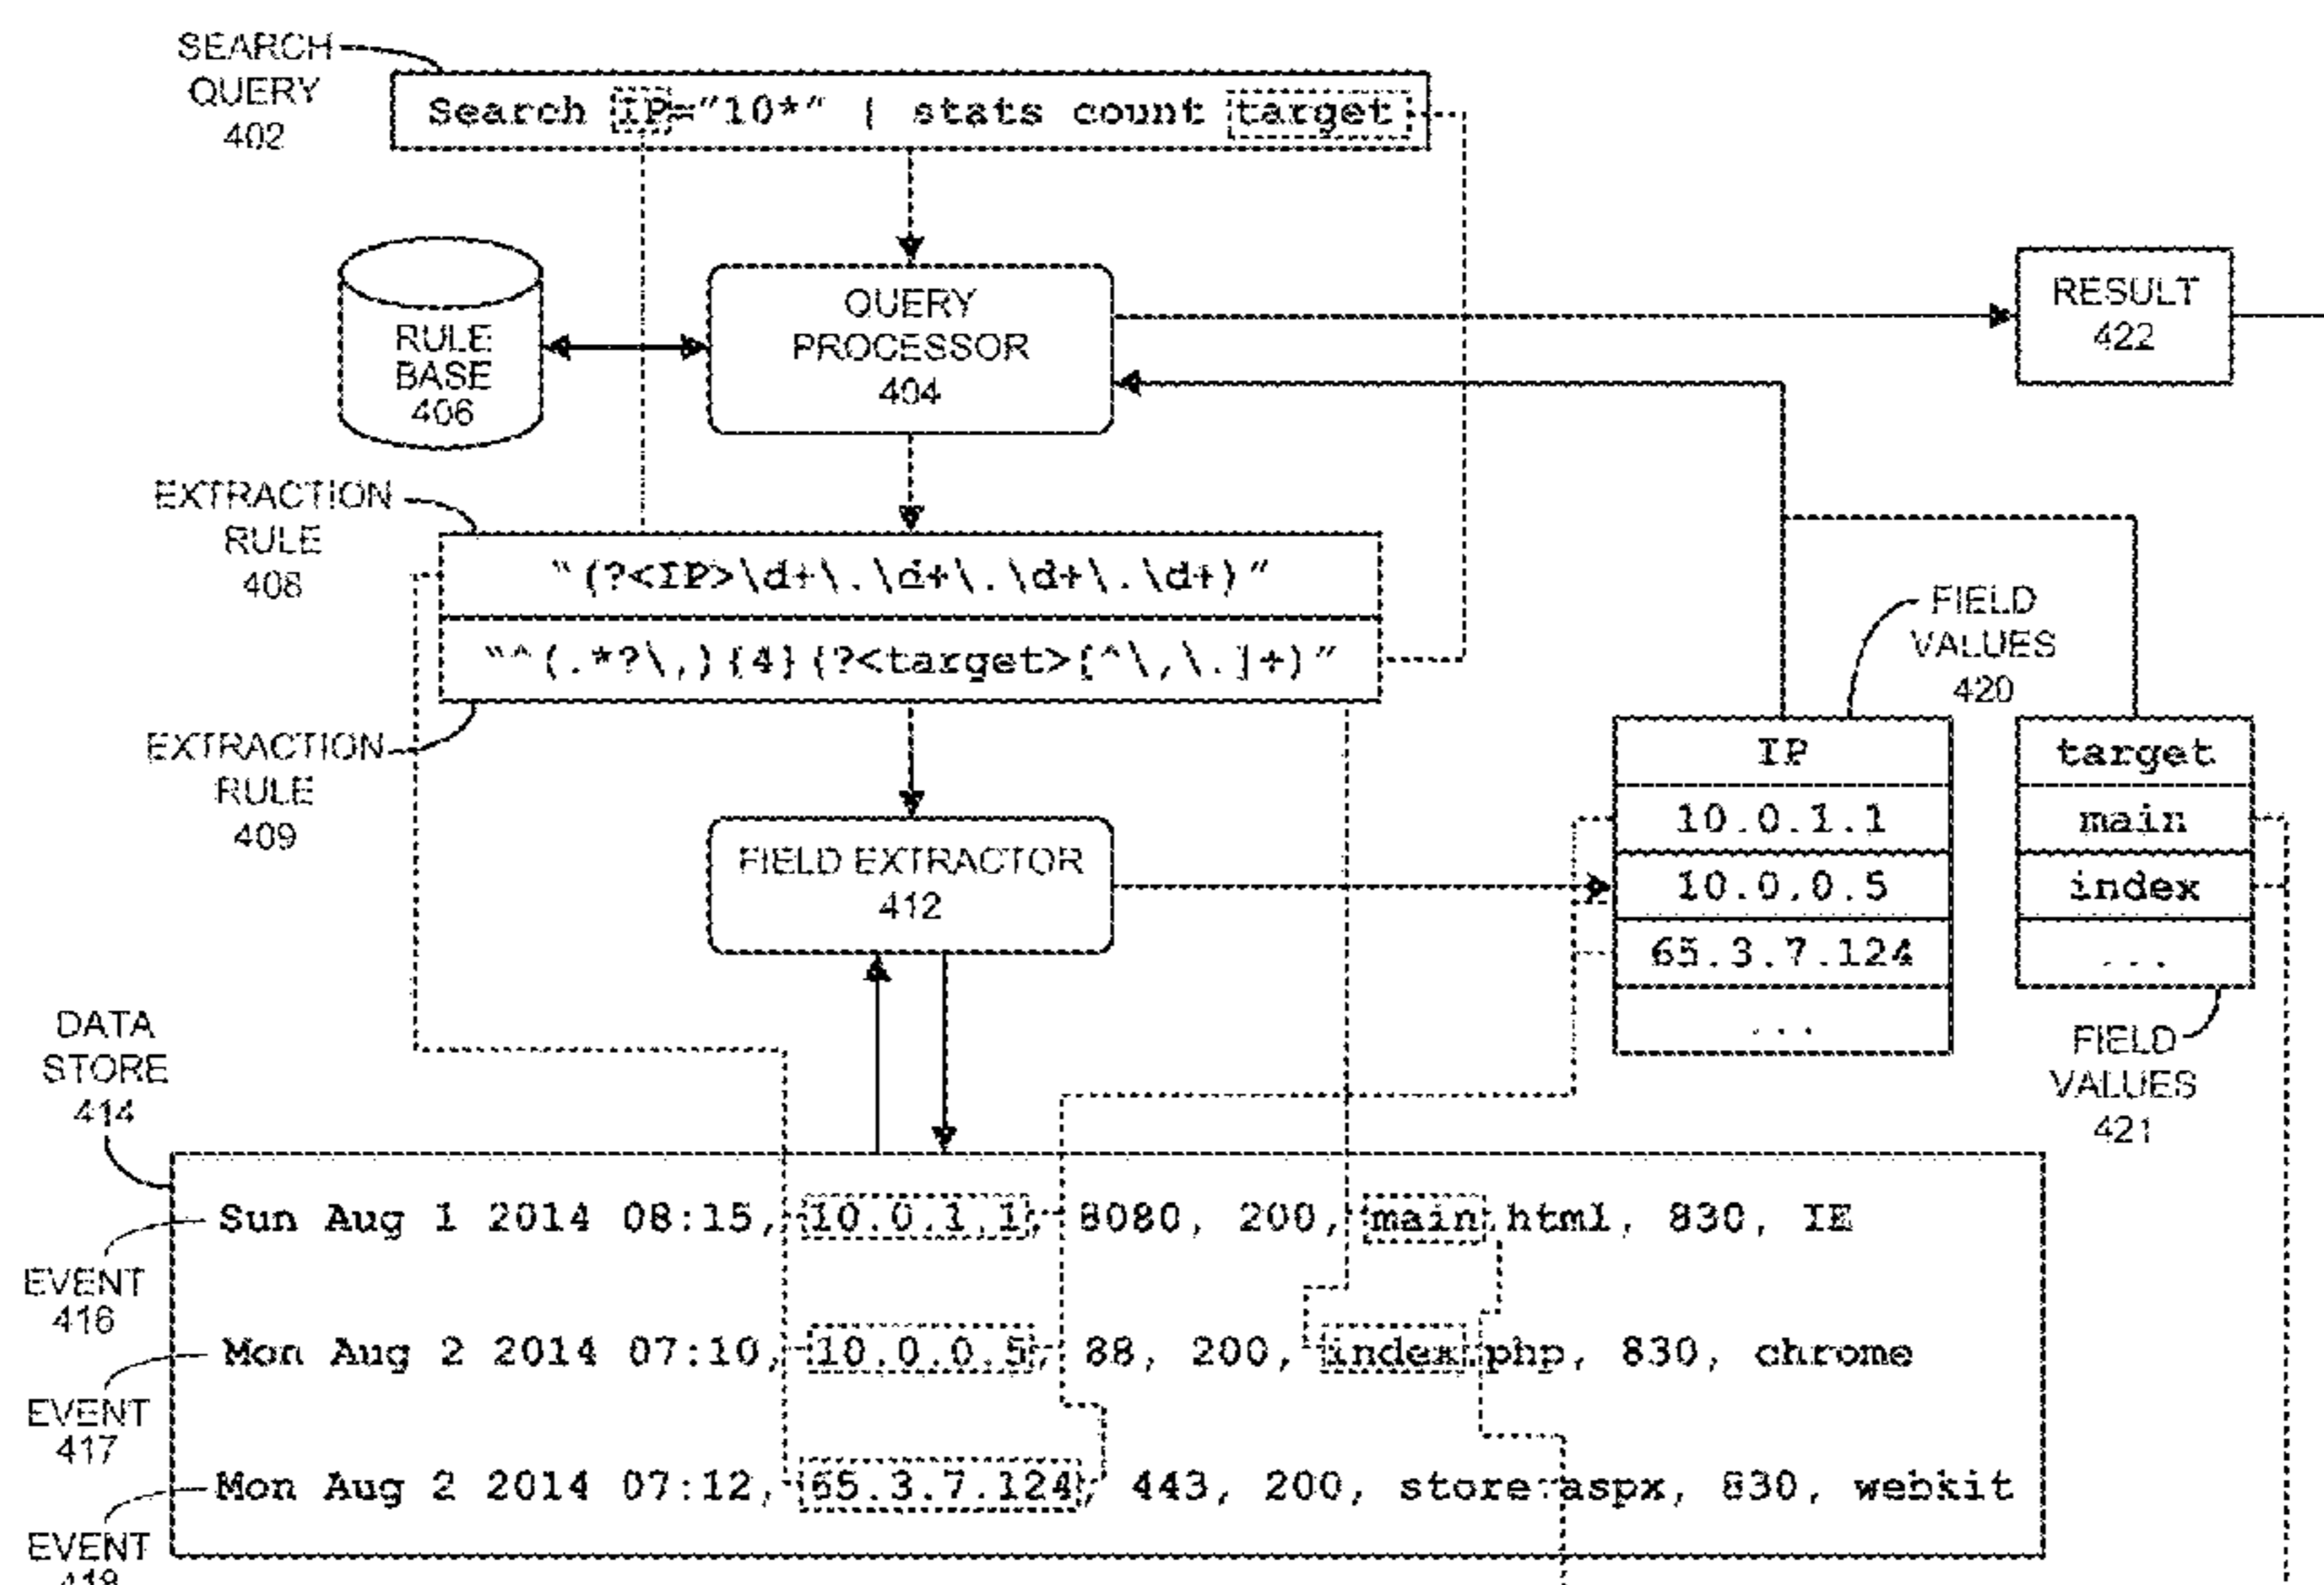 SEARCH
QUERY
402
Search IP="10*" | stats count target
RULE
BASE
406
QUERY
PROCESSOR
404
RESULT
422
EXTRACTION
RULE
408
"(?<IP>\d+\.\d+\.\d+\.\d+)"
"^(.*?\,){4}(?<target>[^\,\.]+)"
EXTRACTION
RULE
409
FIELD
VALUES
420
IP
10.0.1.1
10.0.0.5
65.3.7.124
...
target
main
index
...
FIELD
VALUES
421
FIELD EXTRACTOR
412
DATA
STORE
414
Sun Aug 1 2014 08:15, 10.0.1.1, 8080, 200, main.html, 830, IE
EVENT
416
Mon Aug 2 2014 07:10, 10.0.0.5, 88, 200, index.php, 830, chrome
EVENT
417
Mon Aug 2 2014 07:12, 65.3.7.124, 443, 200, store.aspx, 830, webkit
EVENT
418